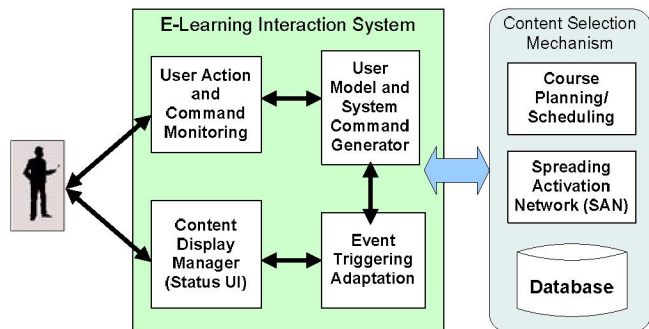 E-Learning Interaction System
User Action
and
Command
Monitoring
User
Model and
System
Command
Generator
Content
Display
Manager
(Status UI)
Event
Triggering
Adaptation
Content Selection
Mechanism
Course
Planning/
Scheduling
Spreading
Activation
Network (SAN)
Database